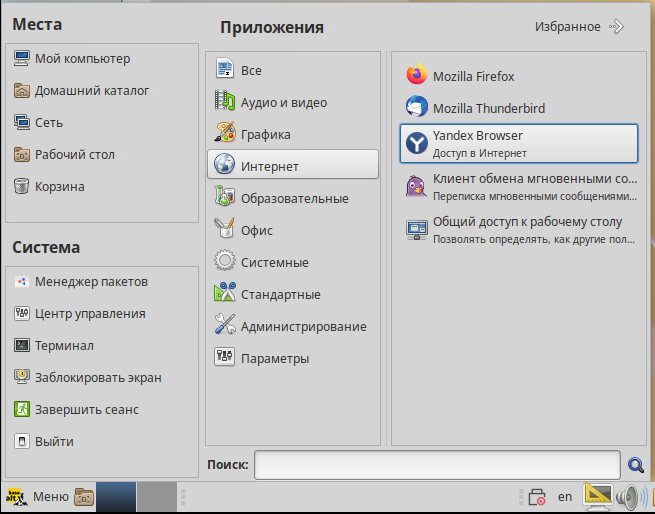 Места
Мой компьютер
Домашний каталог
Сеть
Рабочий стол
Корзина
Система
Менеджер пакетов
Центр управления
Терминал
Заблокировать экран
Завершить сеанс
Выйти
Приложения
Избранное
Все
Аудио и видео
Графика
Интернет
Образовательные
Офис
Системные
Стандартные
Администрирование
Параметры
Mozilla Firefox
Mozilla Thunderbird
Yandex Browser
Доступ в Интернет
Клиент обмена мгновенными со...
Переписка мгновенными сообщениями...
Общий доступ к рабочему столу
Позволять определять, как другие пол...
Поиск:
base
alt
Меню
en